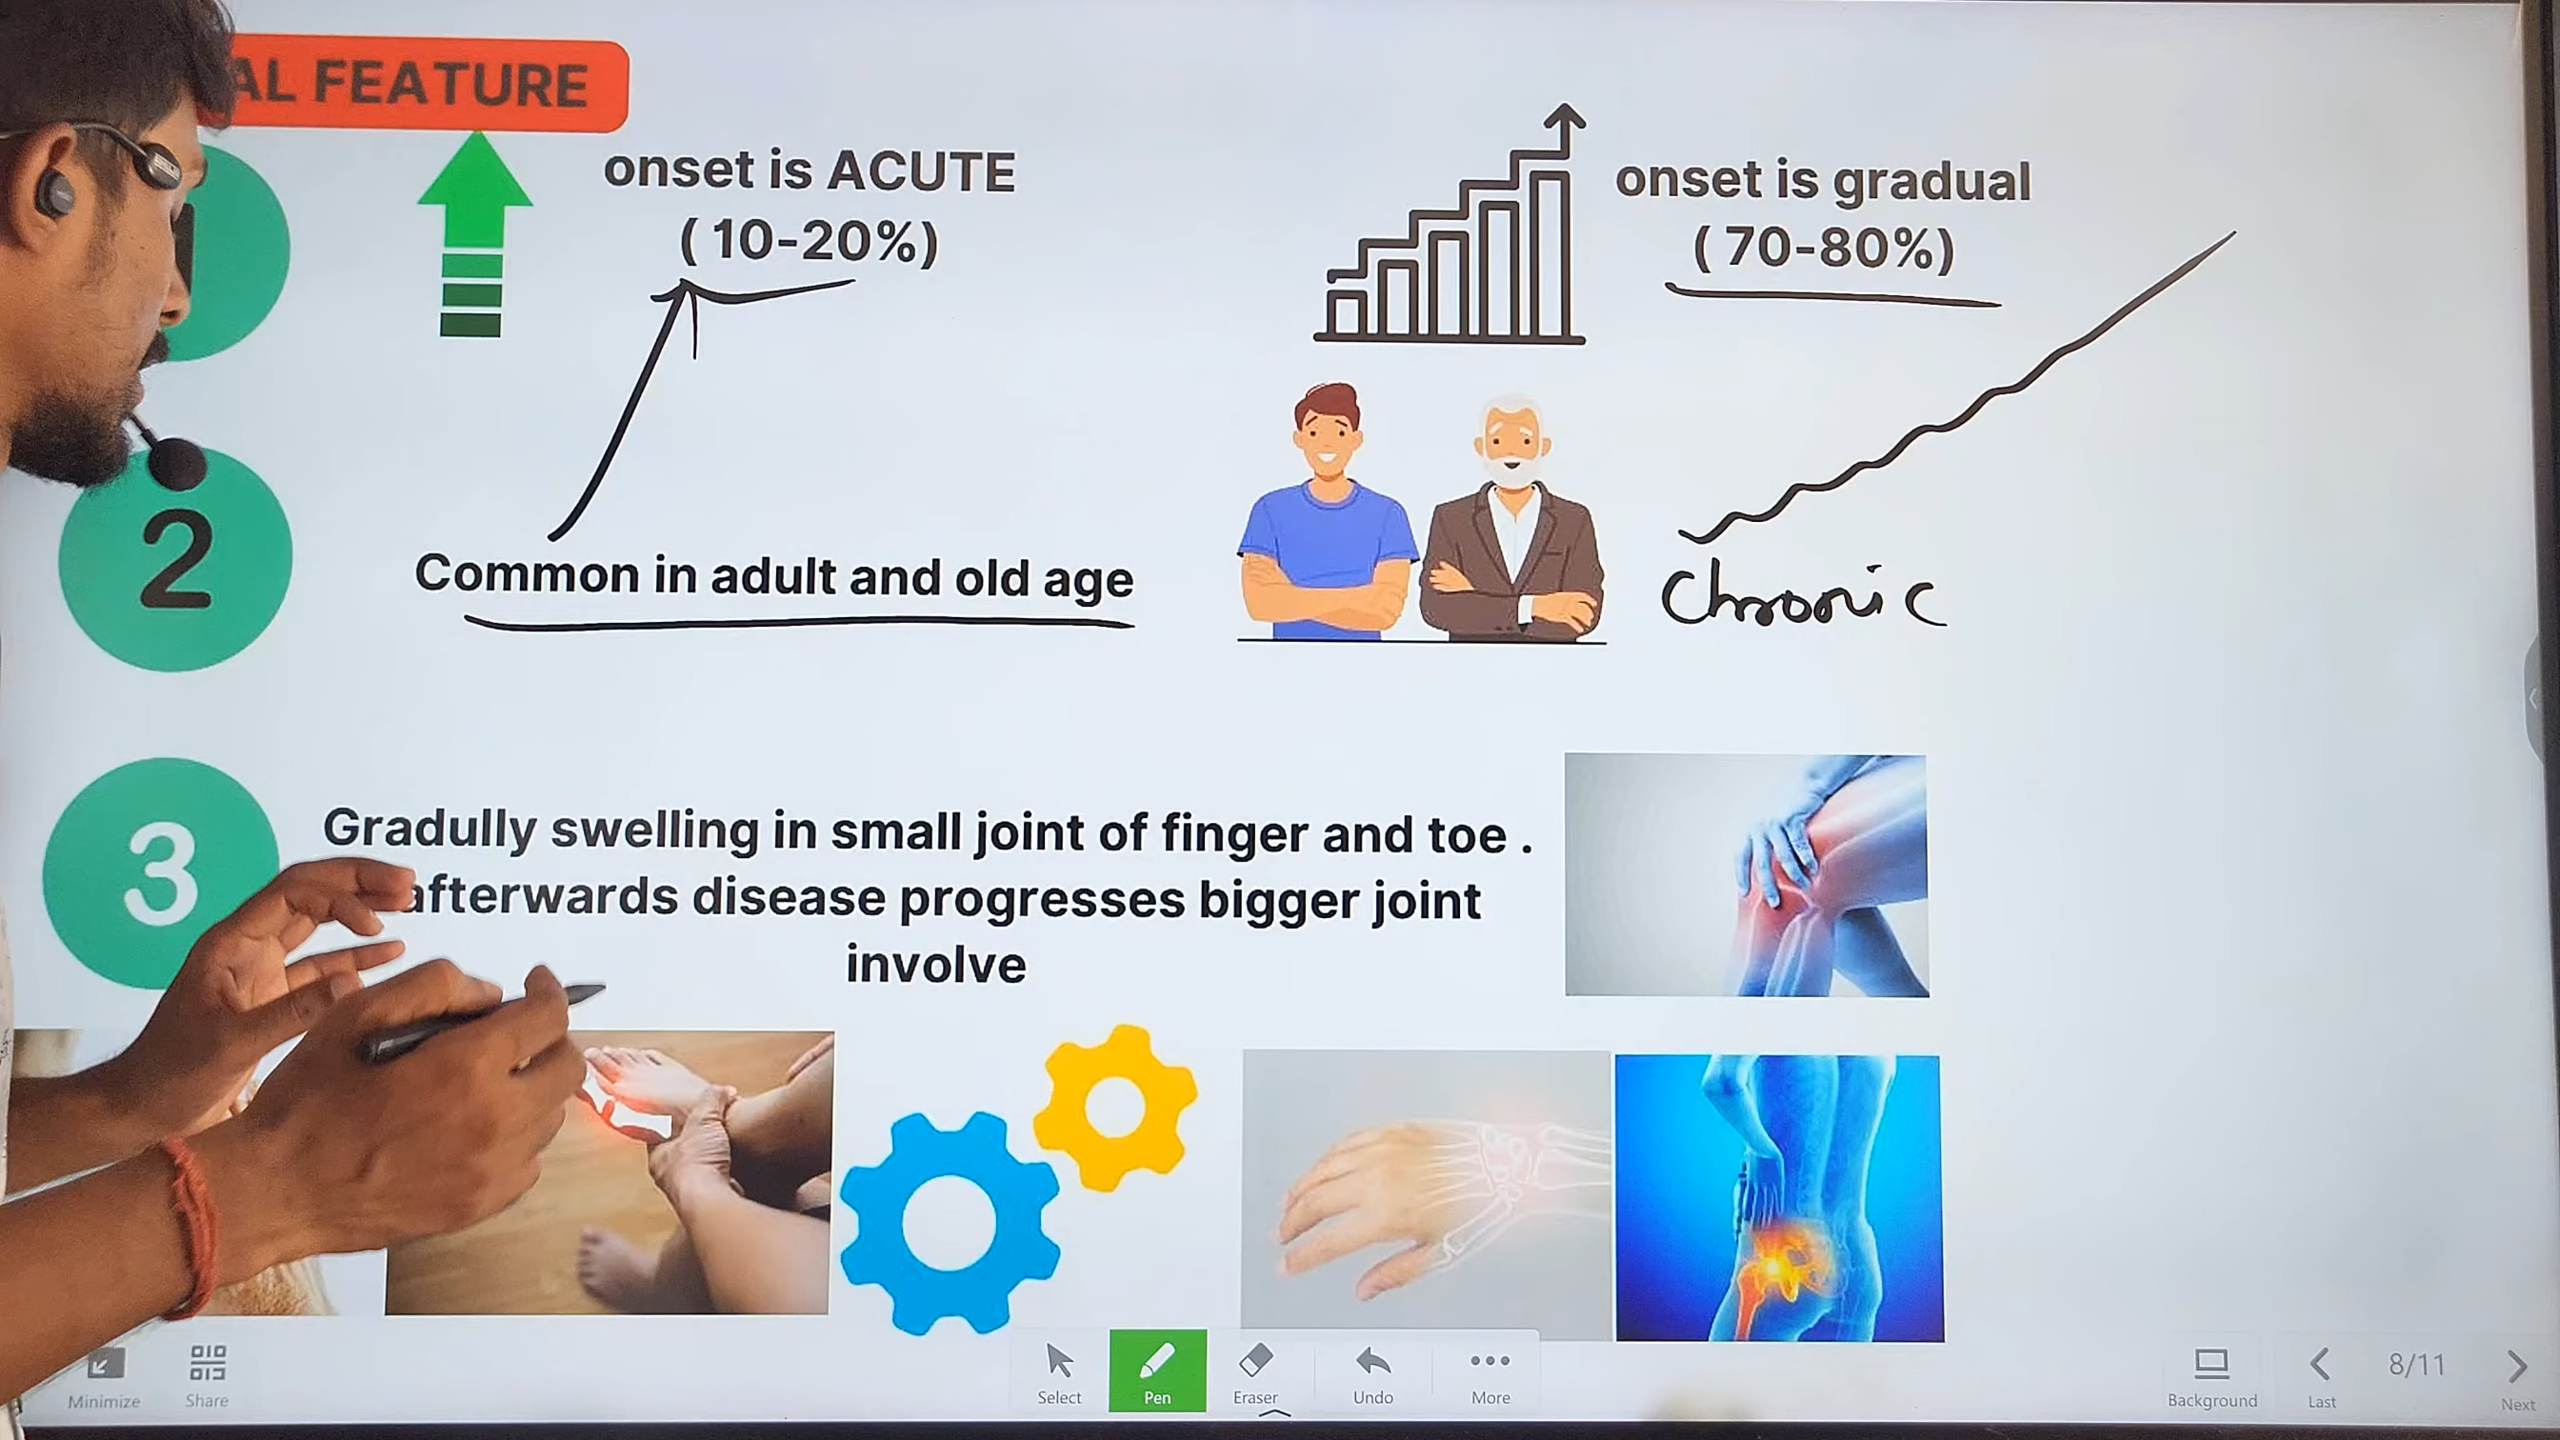 AL FEATURE
1
onset is ACUTE
( 10-20%)
onset is gradual
( 70-80%)
2
Common in adult and old age
Chronic
3
Gradully swelling in small joint of finger and toe .
afterwards disease progresses bigger joint
involve
Minimize
Share
Select
Pen
Eraser
Undo
More
Background
Last
8/11
Next